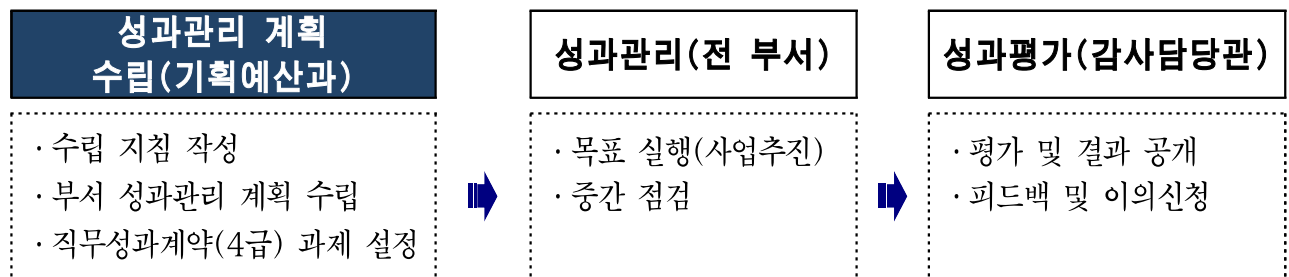 성과관리 계획
수립(기획예산과)
· 수립 지침 작성
· 부서 성과관리 계획 수립
· 직무성과계약(4급) 과제 설정
성과관리(전 부서)
· 목표 실행(사업추진)
· 중간 점검
성과평가(감사담당관)
· 평가 및 결과 공개
· 피드백 및 이의신청